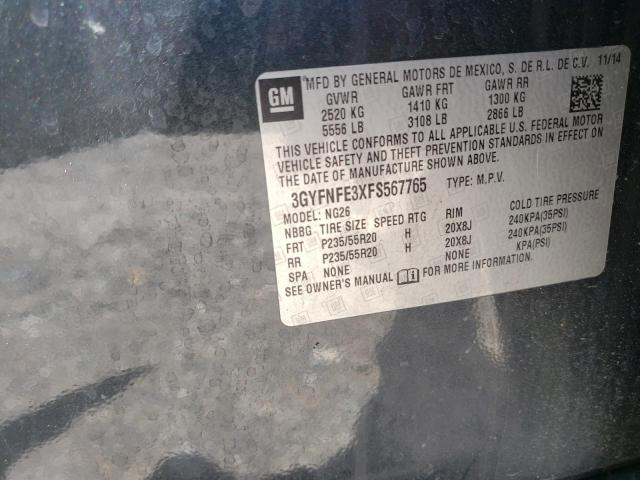 GM
MFD BY GENERAL MOTORS DE MEXICO, S. DE R.L. DE C.V. 11/14
GVWR GAWR FRT GAWR RR
2520 KG 1410 KG 1300 KG
5556 LB 3108 LB 2866 LB
THIS VEHICLE CONFORMS TO ALL APPLICABLE U.S. FEDERAL MOTOR
VEHICLE SAFETY AND THEFT PREVENTION STANDARDS IN EFFECT ON
THE DATE OF MANUFACTURE SHOWN ABOVE.
3GYFNFE3XFS567765 TYPE: M.P.V.
MODEL: NG26
NBBG TIRE SIZE SPEED RTG RIM COLD TIRE PRESSURE
FRT P235/55R20 H 20X8J 240KPA(35PSI)
RR P235/55R20 H 20X8J 240KPA(35PSI)
SPA NONE NONE KPA(PSI)
SEE OWNER'S MANUAL FOR MORE INFORMATION.